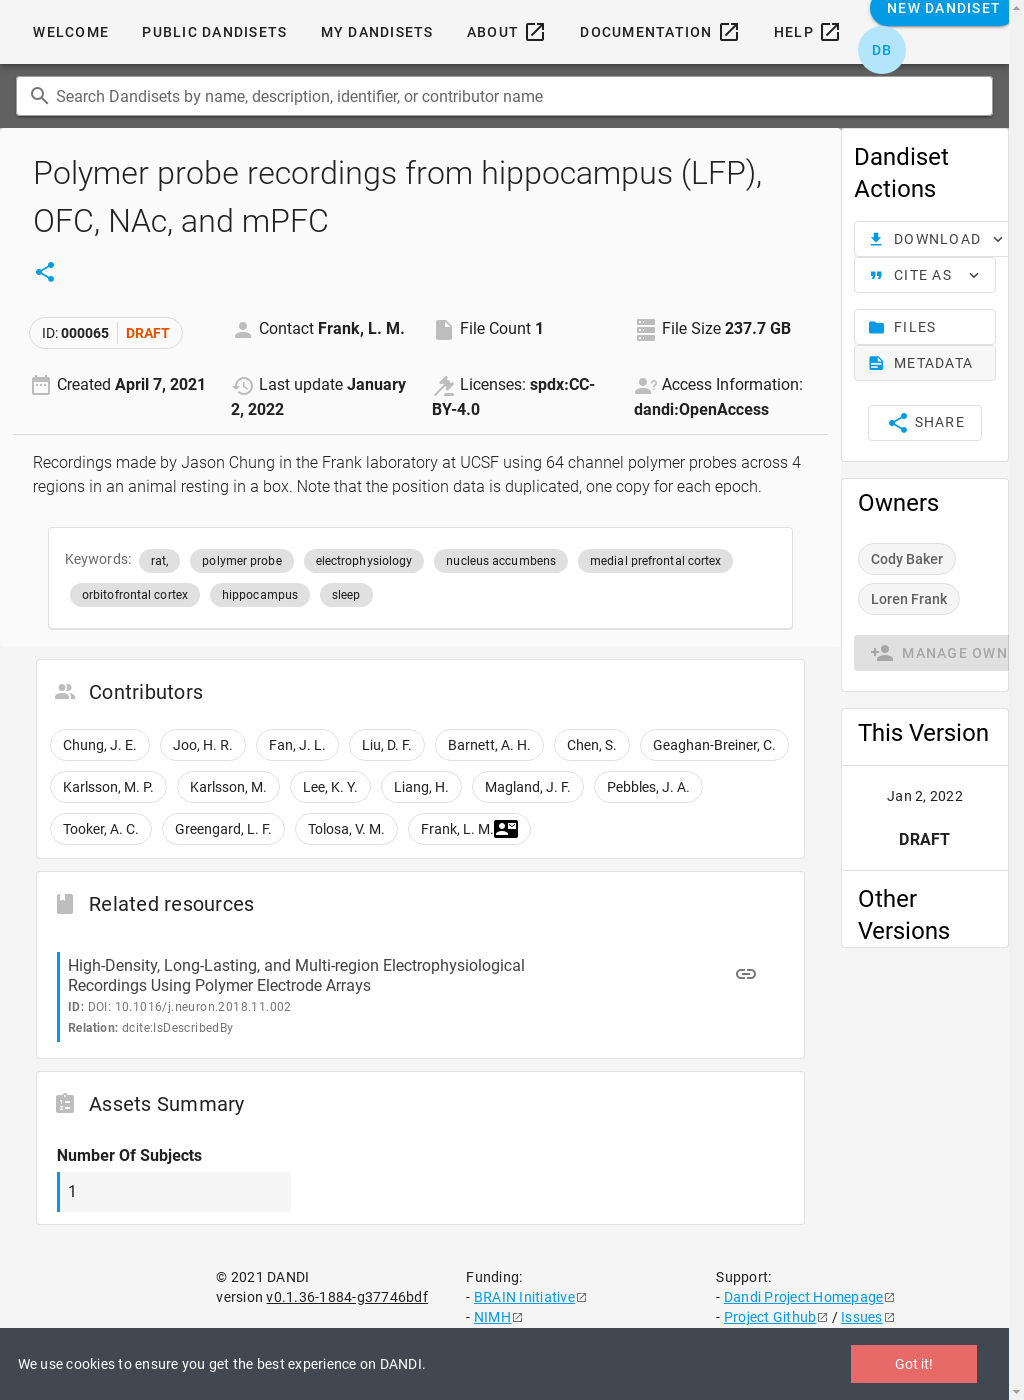 WELCOME PUBLIC DANDISETS MY DANDISETS ABOUT DOCUMENTATION HELP NEW DANDISET
DB
Search Dandisets by name, description, identifier, or contributor name
Polymer probe recordings from hippocampus (LFP),
OFC, NAc, and mPFC
ID: 000065 DRAFT
Contact Frank, L. M.
File Count 1
File Size 237.7 GB
Created April 7, 2021
Last update January
2, 2022
Licenses: spdx:CC-
BY-4.0
Access Information:
dandi:OpenAccess
Recordings made by Jason Chung in the Frank laboratory at UCSF using 64 channel polymer probes across 4
regions in an animal resting in a box. Note that the position data is duplicated, one copy for each epoch.
Keywords: rat, polymer probe electrophysiology nucleus accumbens medial prefrontal cortex
orbitofrontal cortex hippocampus sleep
Contributors
Chung, J. E. Joo, H. R. Fan, J. L. Liu, D. F. Barnett, A. H. Chen, S. Geaghan-Breiner, C.
Karlsson, M. P. Karlsson, M. Lee, K. Y. Liang, H. Magland, J. F. Pebbles, J. A.
Tooker, A. C. Greengard, L. F. Tolosa, V. M. Frank, L. M.
Related resources
High-Density, Long-Lasting, and Multi-region Electrophysiological
Recordings Using Polymer Electrode Arrays
ID: DOI: 10.1016/j.neuron.2018.11.002
Relation: dcite:IsDescribedBy
Assets Summary
Number Of Subjects
1
Dandiset
Actions
DOWNLOAD
CITE AS
FILES
METADATA
SHARE
Owners
Cody Baker
Loren Frank
MANAGE OWN
This Version
Jan 2, 2022
DRAFT
Other
Versions
© 2021 DANDI
version v0.1.36-1884-g37746bdf
Funding:
- BRAIN Initiative
- NIMH
Support:
- Dandi Project Homepage
- Project Github / Issues
We use cookies to ensure you get the best experience on DANDI.
Got it!